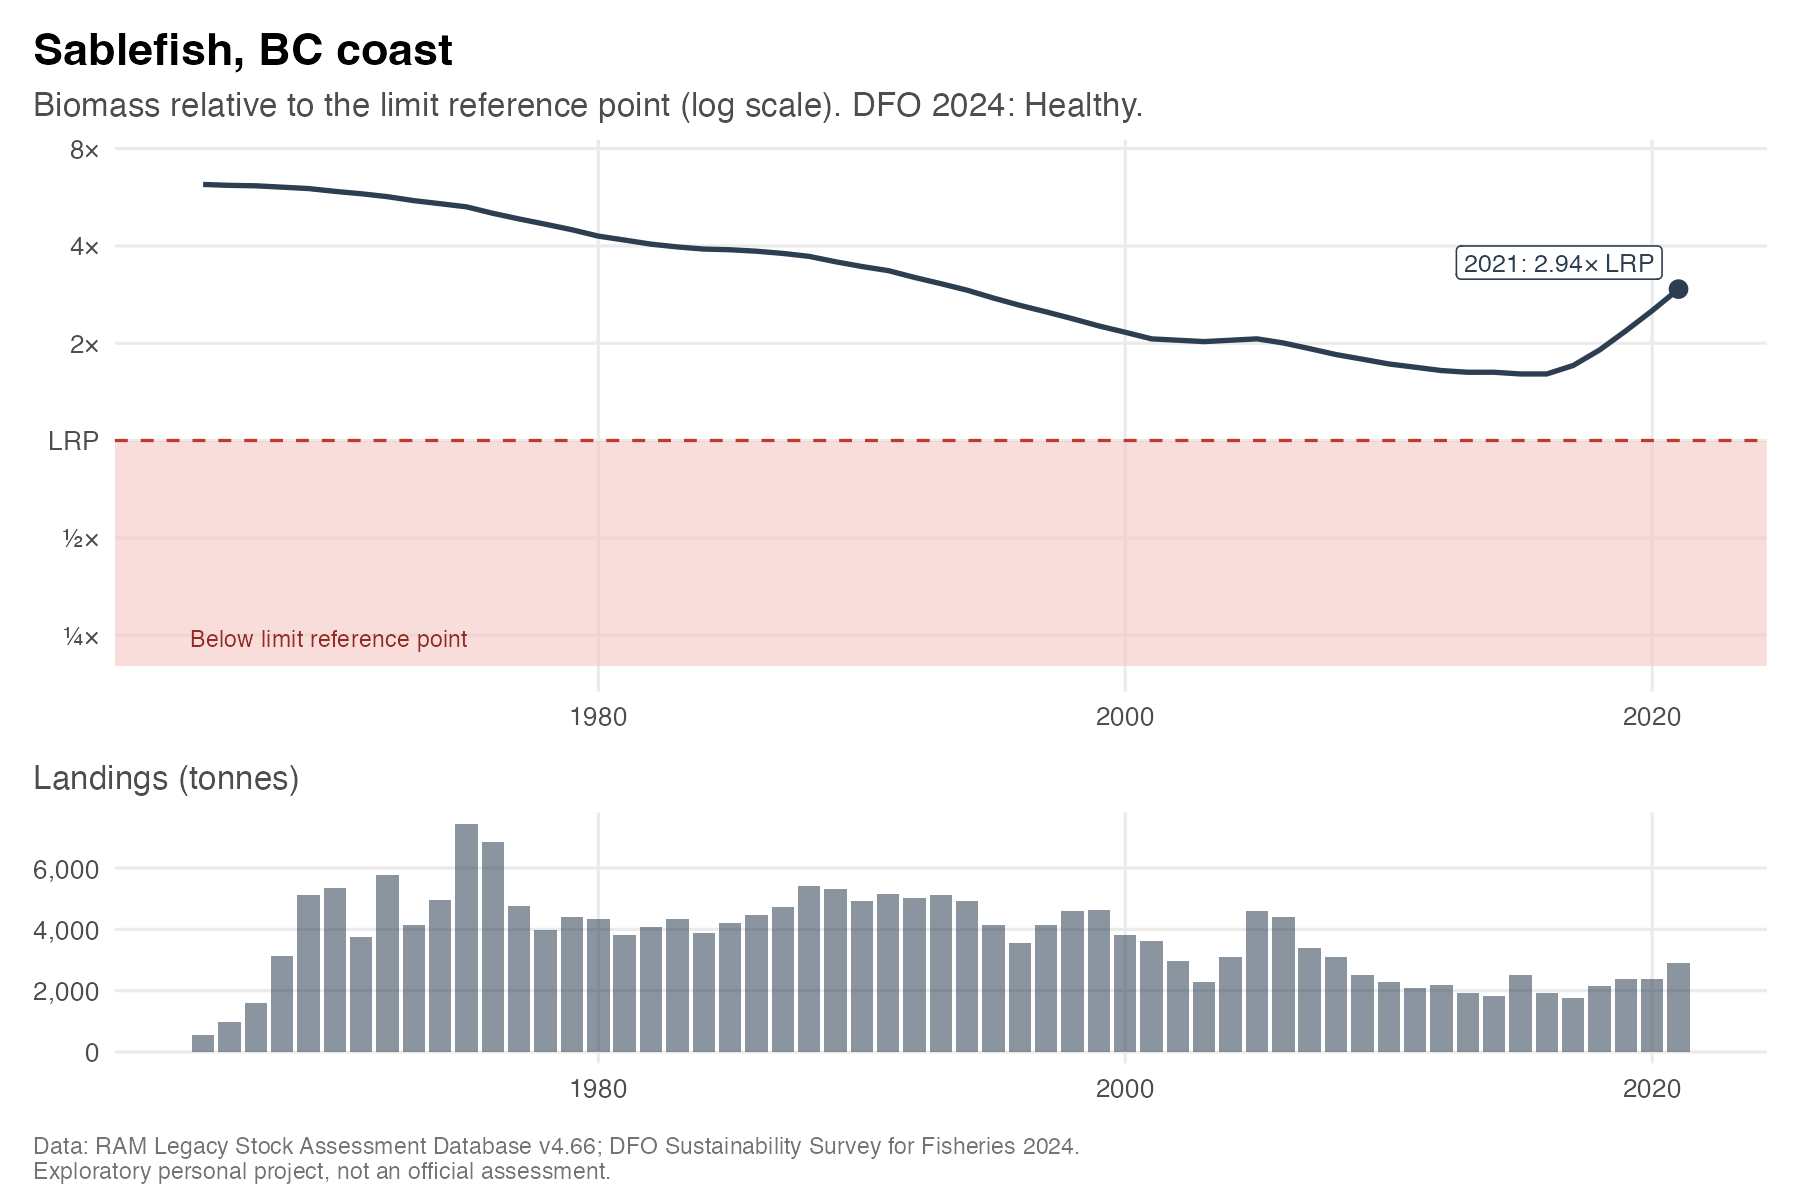 Sablefish, BC coast
Biomass relative to the limit reference point (log scale). DFO 2024: Healthy.
8×
4×
2021: 2.94× LRP
2×
LRP
½×
¼×
Below limit reference point
1980
2000
2020
Landings (tonnes)
6,000
4,000
2,000
0
1980
2000
2020
Data: RAM Legacy Stock Assessment Database v4.66; DFO Sustainability Survey for Fisheries 2024.
Exploratory personal project, not an official assessment.